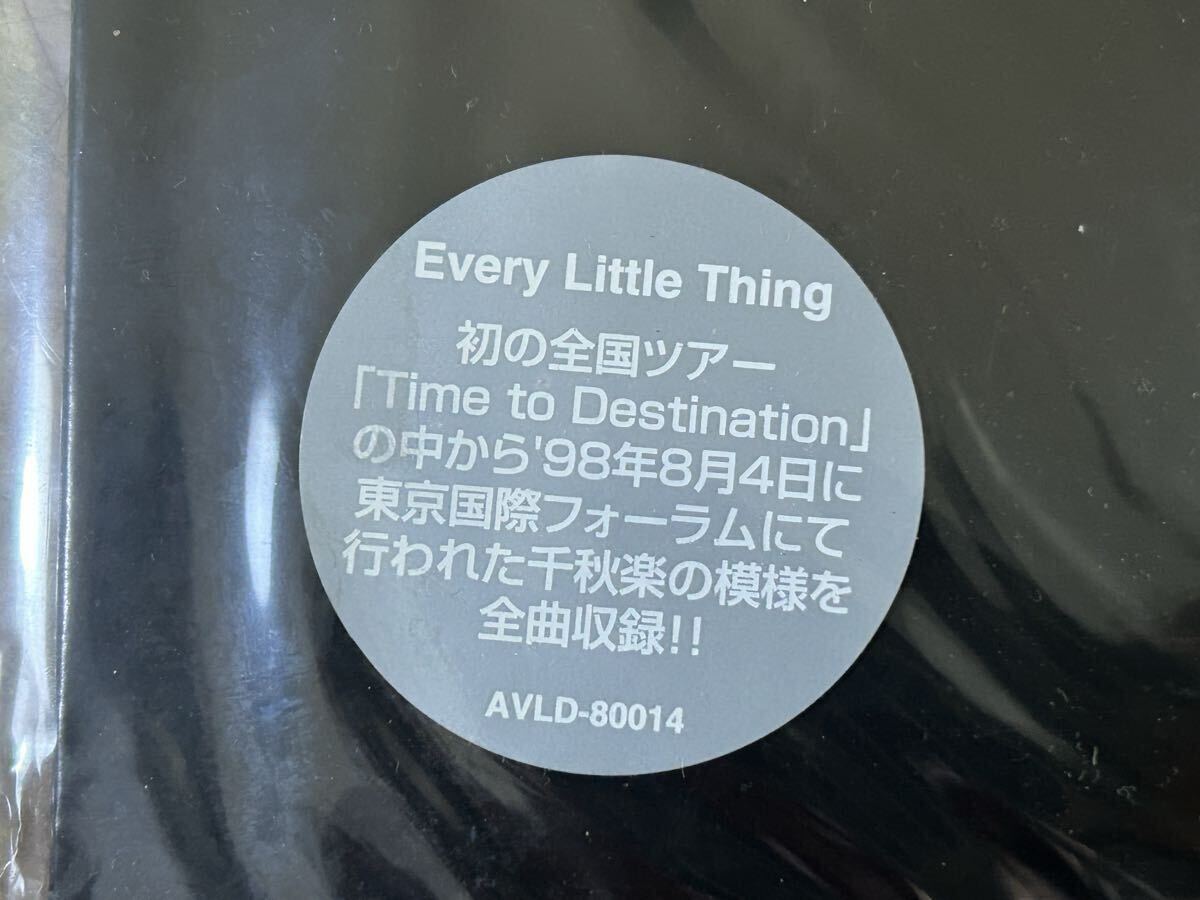 Every Little Thing
初の全国ツアー
「Time to Destination」
の中から'98年8月4日に
東京国際フォーラムにて
行われた千秋楽の模様を
全曲収録!!
AVLD-80014